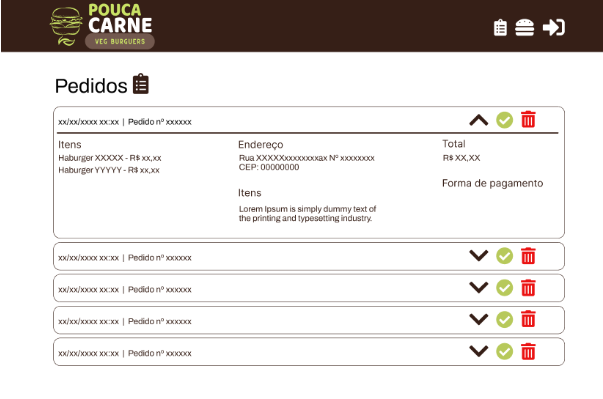 POUCA
CARNE
VEG BURGUERS
Pedidos
xx/xx/xxxx xx:xx | Pedido nº xxxxxx
Itens
Haburger XXXXX - R$ xx,xx
Haburger YYYYY - R$ xx,xx
Endereço
Rua XXXXXxxxxxxxxax Nº xxxxxxxx
CEP: 00000000
Itens
Lorem Ipsum is simply dummy text of
the printing and typesetting industry.
Total
R$ XX,XX
Forma de pagamento
xx/xx/xxxx xx:xx | Pedido nº xxxxxx
xx/xx/xxxx xx:xx | Pedido nº xxxxxx
xx/xx/xxxx xx:xx | Pedido nº xxxxxx
xx/xx/xxxx xx:xx | Pedido nº xxxxxx